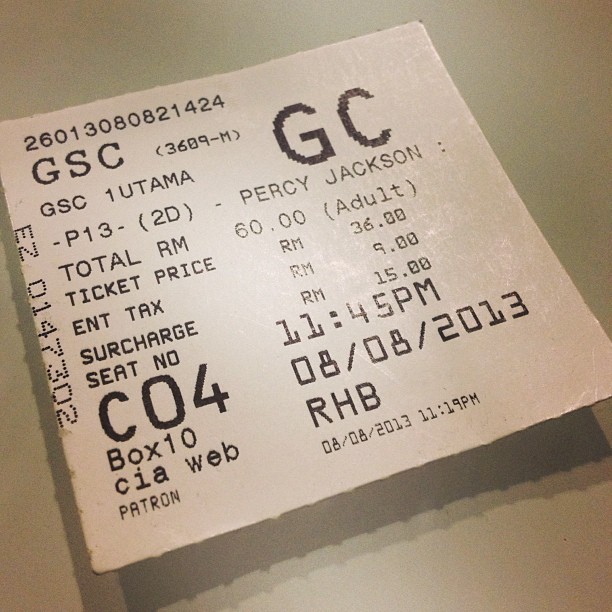 26013080821424
GSC (3609-M) GC
GSC 1UTAMA
-P13-(2D) - PERCY JACKSON :
TOTAL RM 60.00 (Adult)
TICKET PRICE RM 36.00
ENT TAX RM 9.00
SURCHARGE RM 15.00
SEAT NO 11:45PM
C04 08/08/2013
Box10 RHB
cia web 08/08/2013 11:19PM
PATRON
EZ 0147302